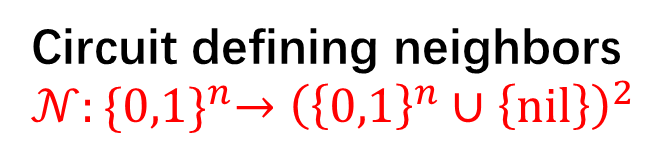 Circuit defining neighbors
𝒩: {0,1}ⁿ → ({0,1}ⁿ ∪ {nil})²